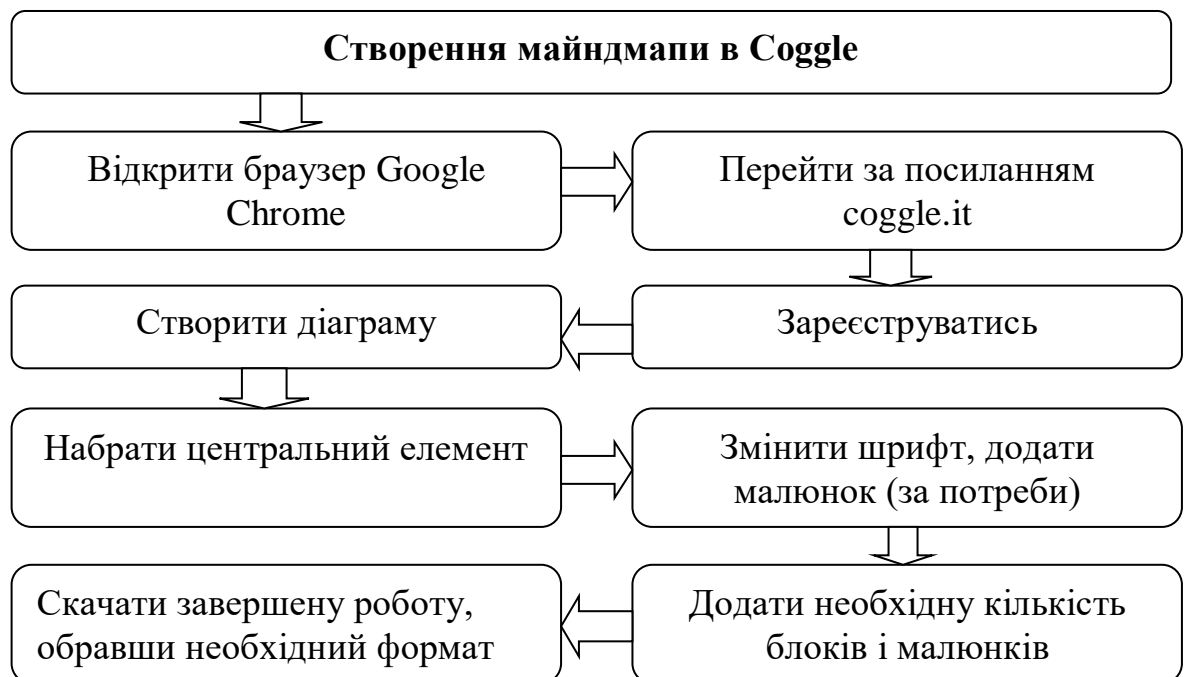 Створення майндмапи в Coggle
Відкрити браузер Google
Chrome
Перейти за посиланням
coggle.it
Зареєструватись
Створити діаграму
Набрати центральний елемент
Змінити шрифт, додати
малюнок (за потреби)
Додати необхідну кількість
блоків і малюнків
Скачати завершену роботу,
обравши необхідний формат